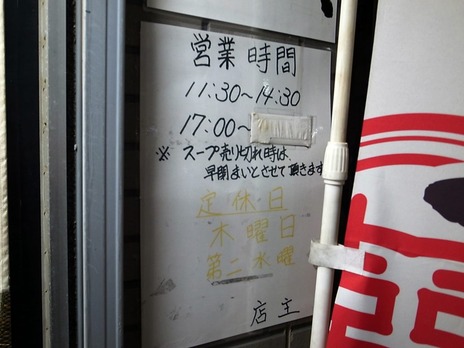 営業時間
11:30～14:30
17:00～
※ スープ売り切れ時は、
早閉まいとさせて頂きます
定休日
木曜日
第二水曜
店主